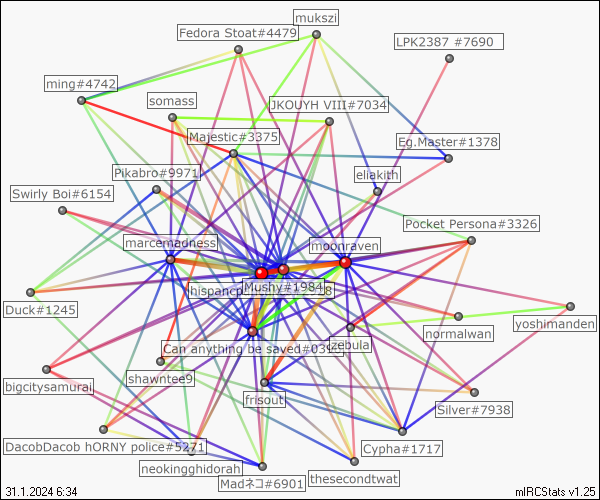 mukszi
Fedora Stoat#4479
LPK2387 #7690
ming#4742
somass
JKOUYH VIII#7034
Majestic#3375
Eg.Master#1378
Pikabro#9971
eliakith
Swirly Boi#6154
Pocket Persona#3326
marcemadness
moonraven
Mushy#1984
Duck#1245
yoshimanden
normalwan
Can anything be saved
zebula
shawntee9
bigcitysamurai
frisout
Silver#7938
DacobDacob hORNY police#5271
Cypha#1717
neokingghidorah
thesecondtwat
Madネコ#6901
31.1.2024 6:34
mIRCStats v1.25